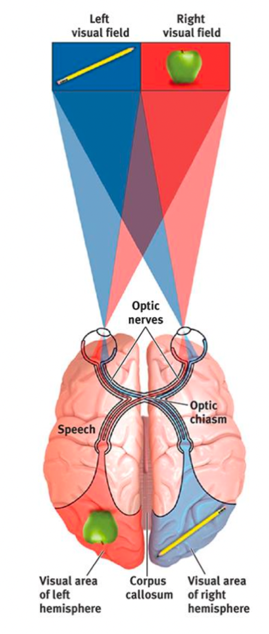 Left
visual field
Right
visual field
Optic
nerves
Optic
chiasm
Speech
Visual area
of left
hemisphere
Corpus
callosum
Visual area
of right
hemisphere